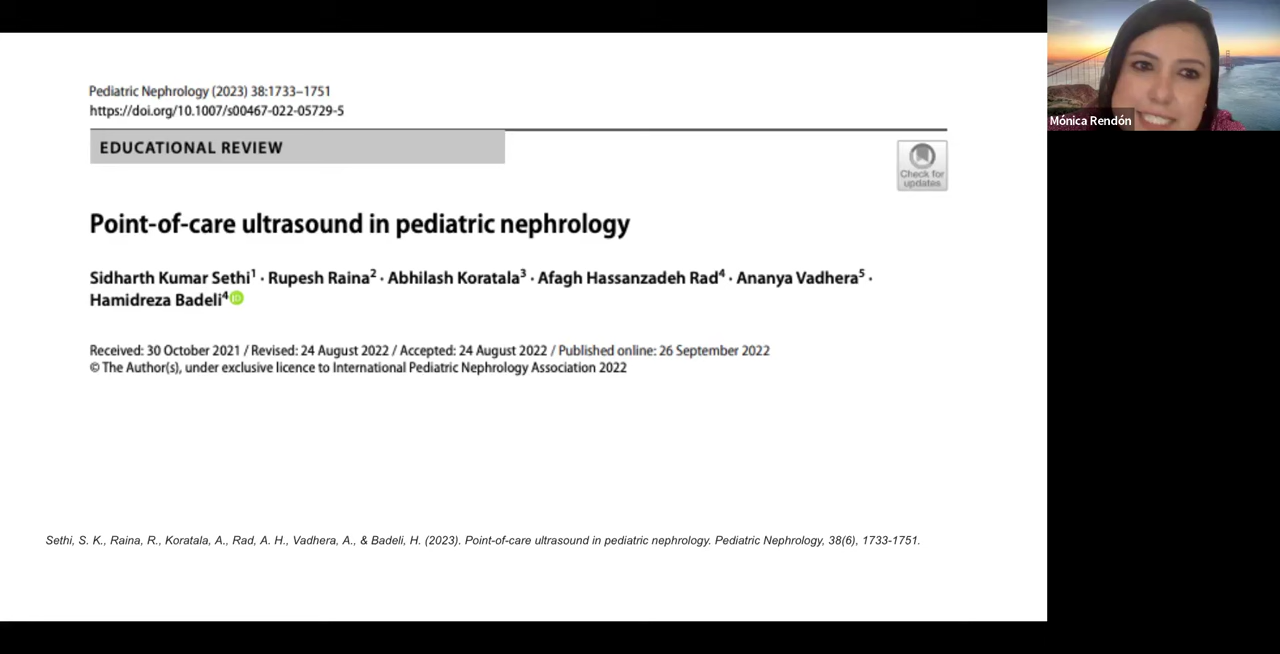 Pediatric Nephrology (2023) 38:1733–1751
https://doi.org/10.1007/s00467-022-05729-5
EDUCATIONAL REVIEW
Check for
updates
Point-of-care ultrasound in pediatric nephrology
Sidharth Kumar Sethi1 · Rupesh Raina2 · Abhilash Koratala3 · Afagh Hassanzadeh Rad4 · Ananya Vadhera5 ·
Hamidreza Badeli4 iD
Received: 30 October 2021 / Revised: 24 August 2022 / Accepted: 24 August 2022 / Published online: 26 September 2022
© The Author(s), under exclusive licence to International Pediatric Nephrology Association 2022
Sethi, S. K., Raina, R., Koratala, A., Rad, A. H., Vadhera, A., & Badeli, H. (2023). Point-of-care ultrasound in pediatric nephrology. Pediatric Nephrology, 38(6), 1733-1751.
Mónica Rendón